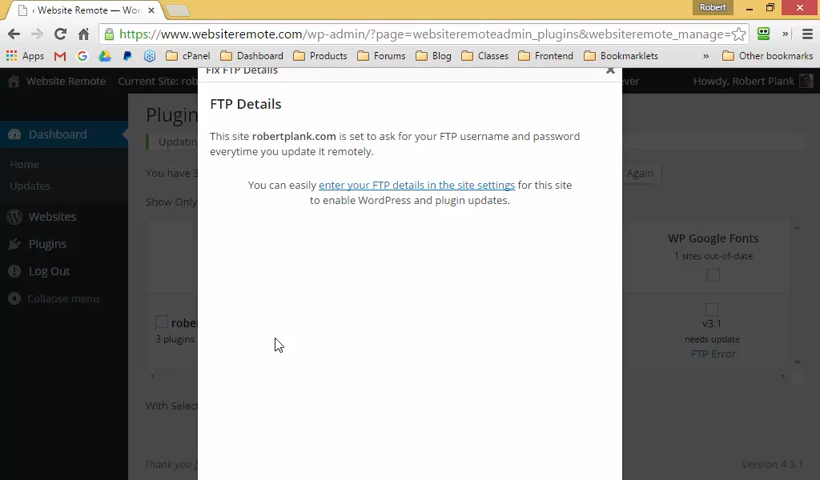 Robert
‹ Website Remote — Wor
https://www.websiteremote.com/wp-admin/?page=websiteremoteadmin_plugins&websiteremote_manage=
Apps
cPanel
Dashboard
Products
Forums
Blog
Classes
Frontend
Bookmarklets
»
Other bookmarks
Website Remote
Current Site: rob
ever
Howdy, Robert Plank
Fix FTP Details
Dashboard
Home
Updates
Websites
Plugins
Log Out
Collapse menu
Plugin
Updatin
You have 3
Again
Show Only
FTP Details
This site robertplank.com is set to ask for your FTP username and password
everytime you update it remotely.
You can easily enter your FTP details in the site settings for this site
to enable WordPress and plugin updates.
WP Google Fonts
1 sites out-of-date
rober
3 plugins
v3.1
needs update
FTP Error
With Selec
Thank you f
Version 4.3.1